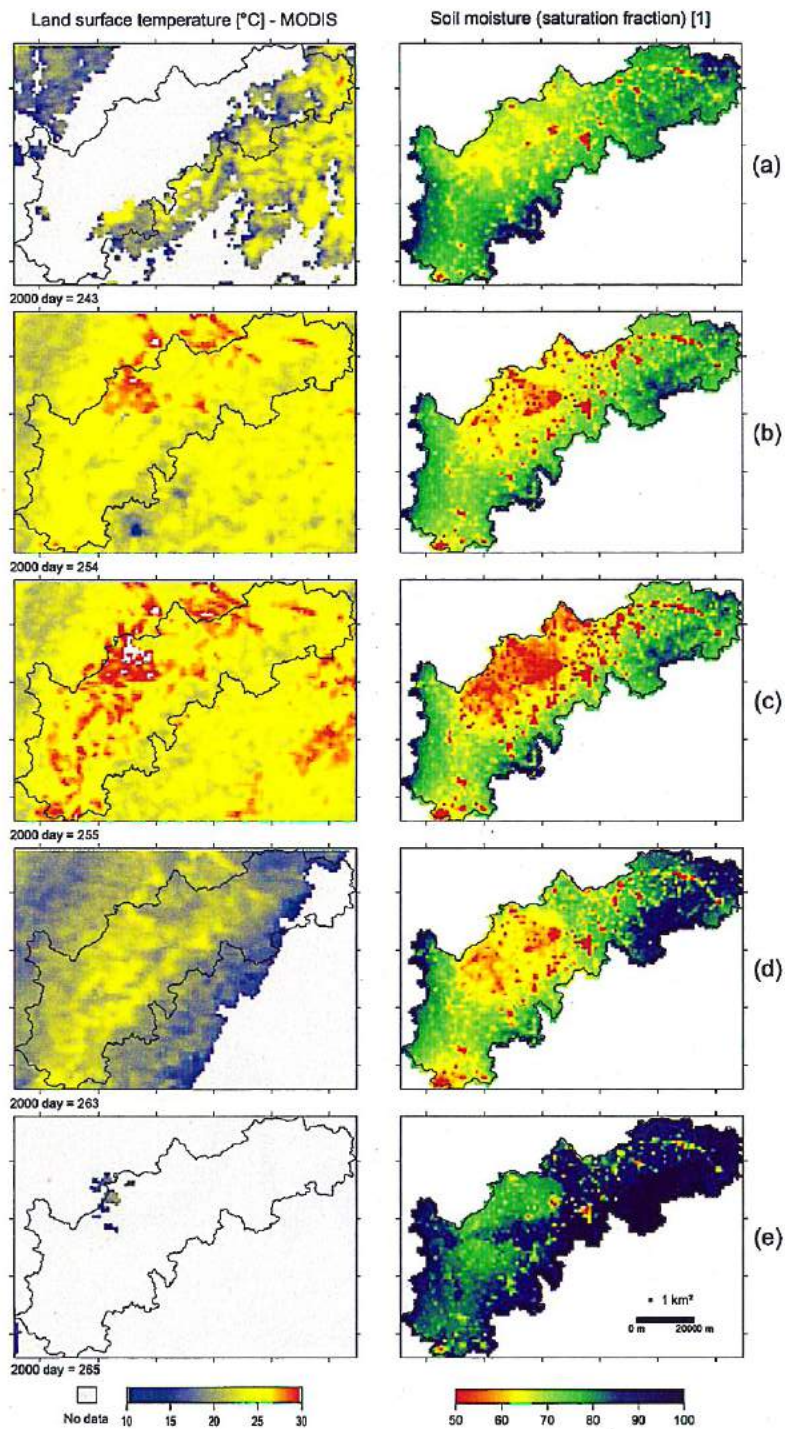 Land surface temperature [°C] - MODIS
Soil moisture (saturation fraction) [1]
(a)
2000 day = 243
(b)
2000 day = 254
(c)
2000 day = 255
(d)
2000 day = 263
(e)
1 km²
0 m 20000 m
2000 day = 265
No data
10 15 20 25 30
50 60 70 80 90 100